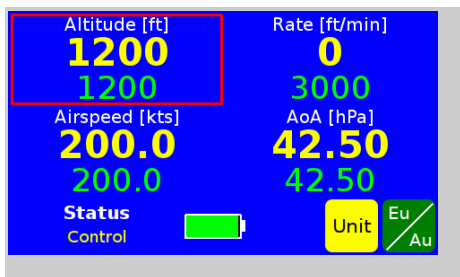 Altitude [ft] Rate [ft/min]
1200 0
1200 3000
Airspeed [kts] AoA [hPa]
200.0 42.50
200.0 42.50
Status
Control
Unit
Eu
Au